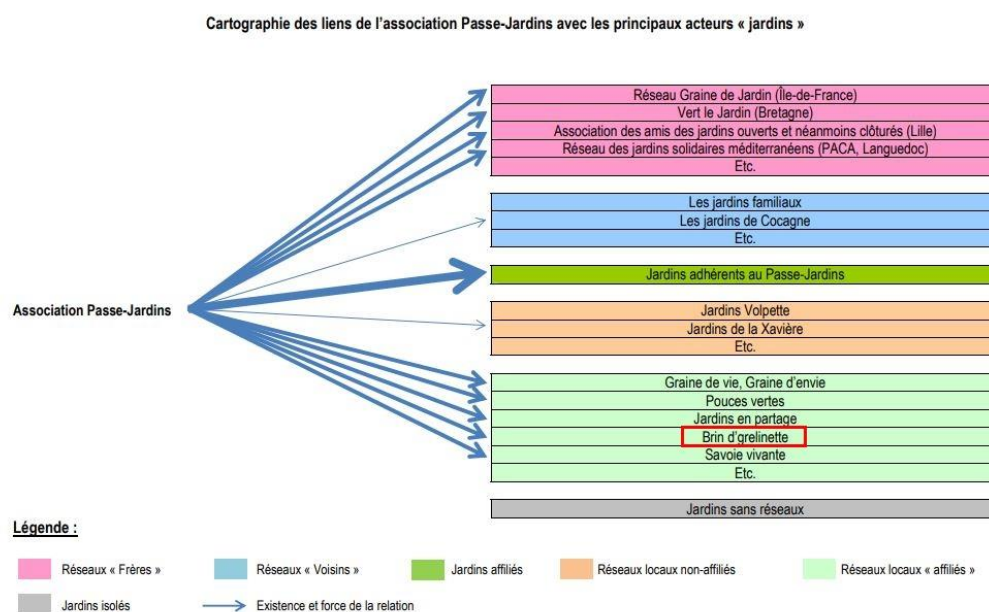 Cartographie des liens de l'association Passe-Jardins avec les principaux acteurs « jardins »
Réseau Graine de Jardin (Île-de-France)
Vert le Jardin (Bretagne)
Association des amis des jardins ouverts et néanmoins clôturés (Lille)
Réseau des jardins solidaires méditerranéens (PACA, Languedoc)
Etc.
Les jardins familiaux
Les jardins de Cocagne
Etc.
Jardins adhérents au Passe-Jardins
Association Passe-Jardins
Jardins Volpette
Jardins de la Xavière
Etc.
Graine de vie, Graine d'envie
Pouces vertes
Jardins en partage
Brin d'grelinette
Savoie vivante
Etc.
Jardins sans réseaux
Légende :
Réseaux « Frères »
Réseaux « Voisins »
Jardins affiliés
Réseaux locaux non-affiliés
Réseaux locaux « affiliés »
Jardins isolés
Existence et force de la relation